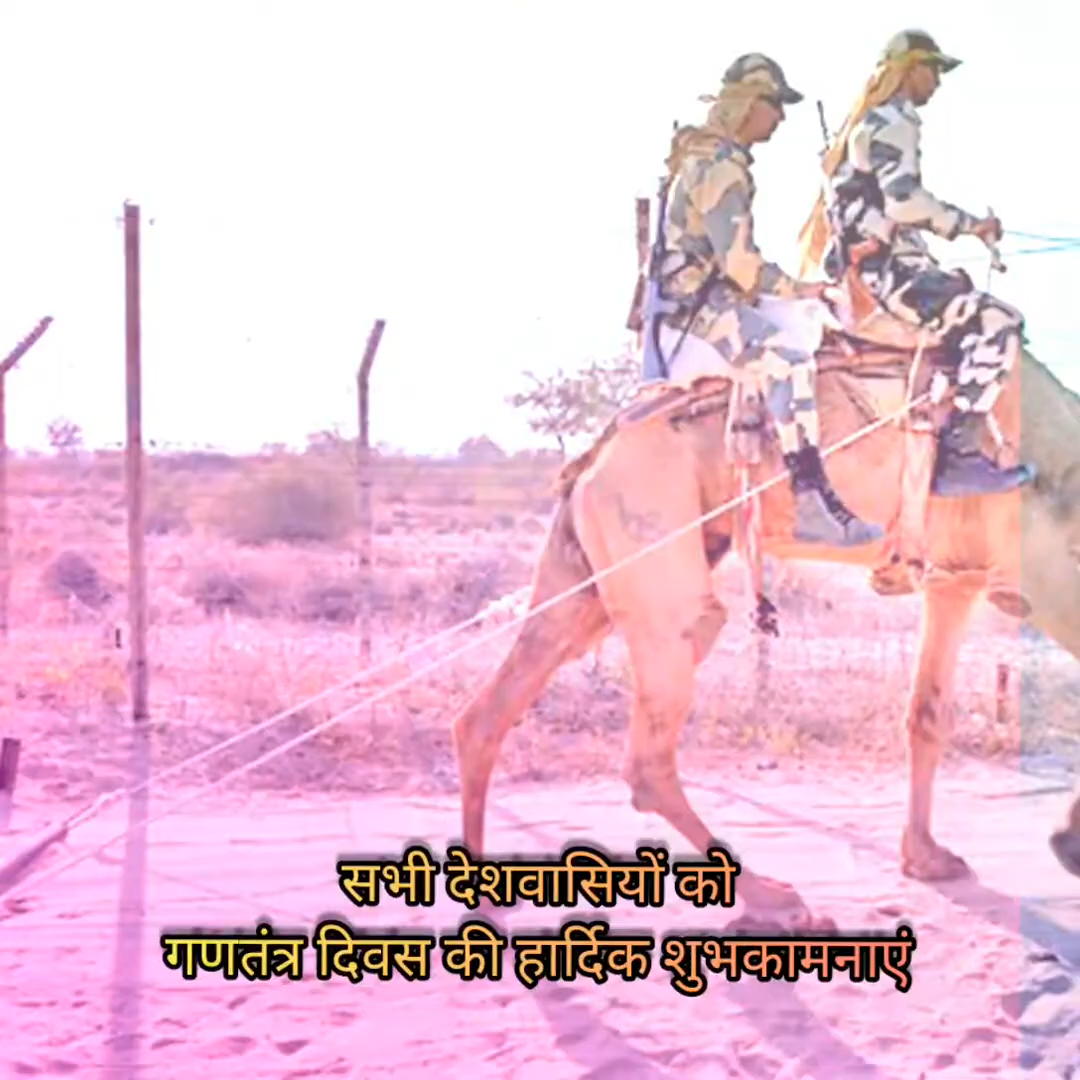 सभी देशवासियों को
गणतंत्र दिवस की हार्दिक शुभकामनाएं